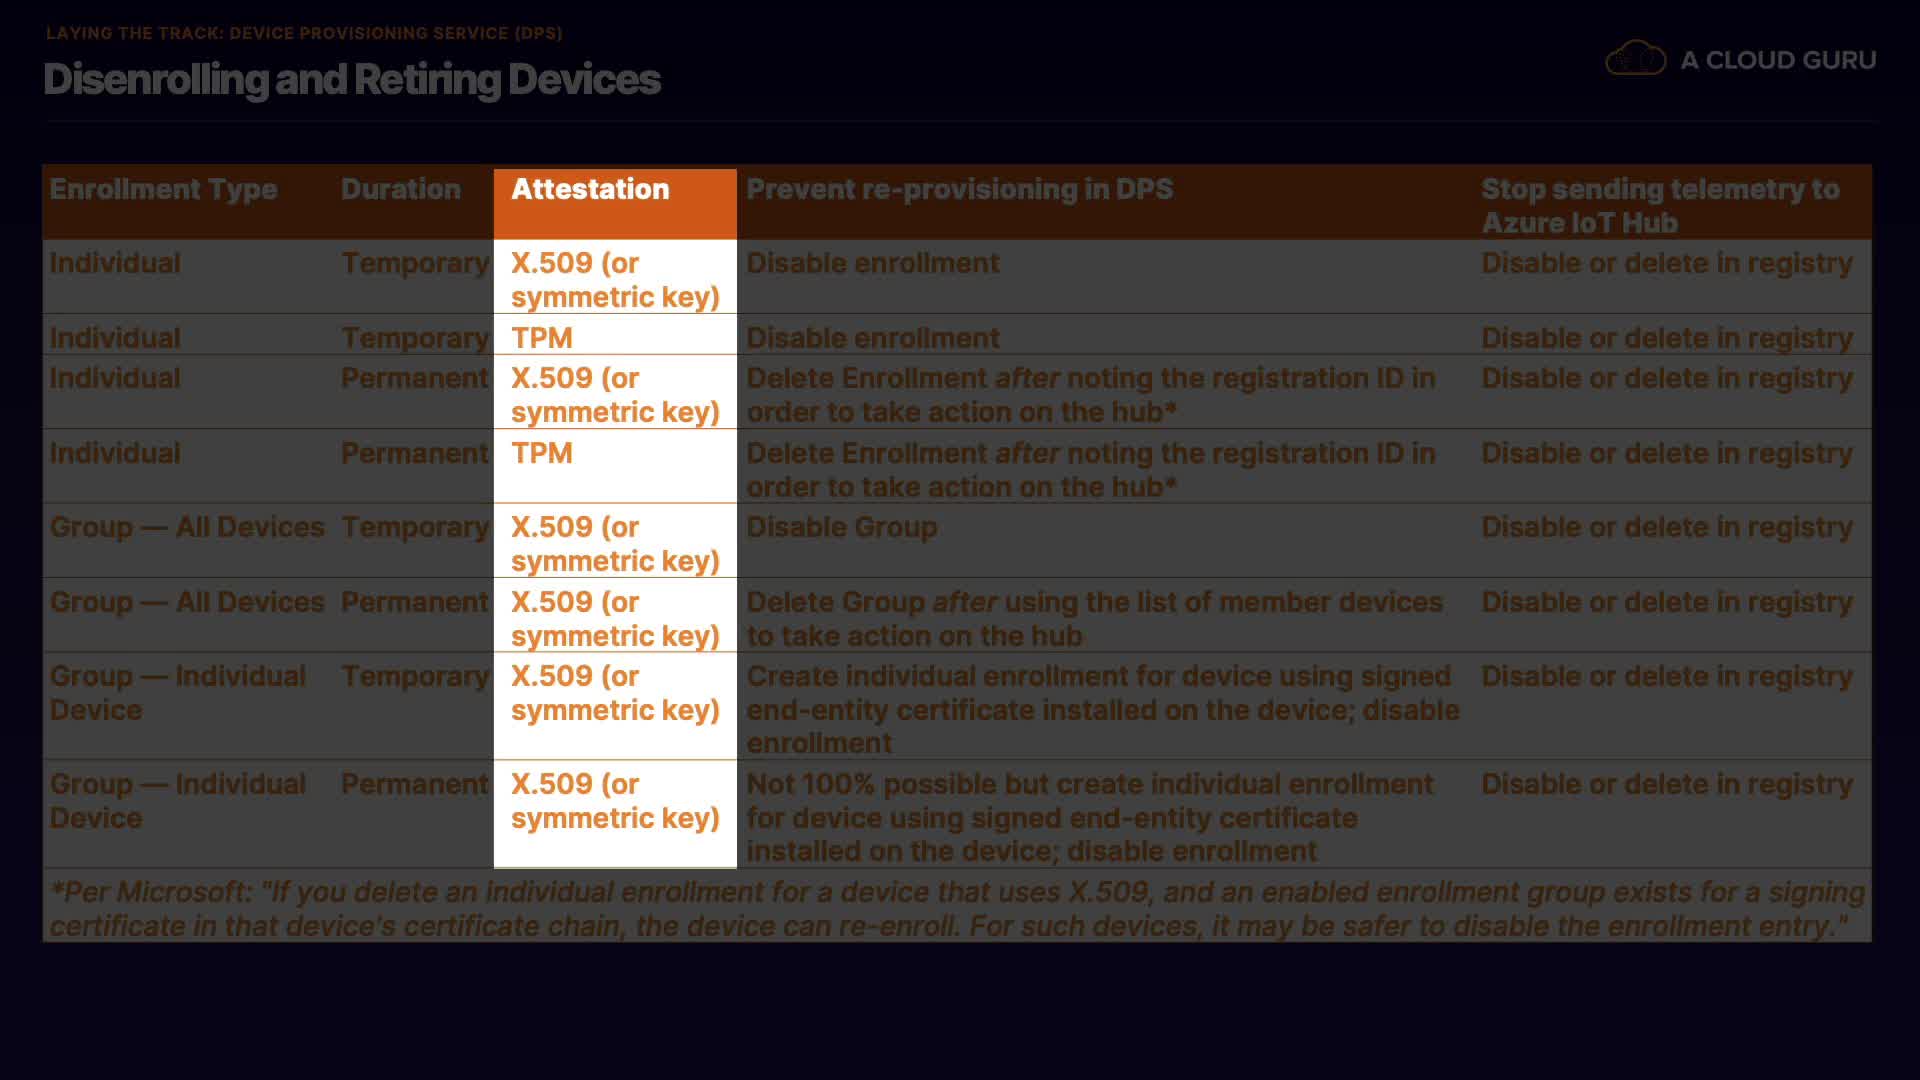 LAYING THE TRACK: DEVICE PROVISIONING SERVICE (DPS)
Disenrolling and Retiring Devices
A CLOUD GURU
Enrollment Type Duration Attestation Prevent re-provisioning in DPS Stop sending telemetry to
Azure IoT Hub
Individual Temporary X.509 (or Disable enrollment Disable or delete in registry
symmetric key)
Individual Temporary TPM Disable enrollment Disable or delete in registry
Individual Permanent X.509 (or Delete Enrollment after noting the registration ID in Disable or delete in registry
symmetric key) order to take action on the hub*
Individual Permanent TPM Delete Enrollment after noting the registration ID in Disable or delete in registry
order to take action on the hub*
Group — All Devices Temporary X.509 (or Disable Group Disable or delete in registry
symmetric key)
Group — All Devices Permanent X.509 (or Delete Group after using the list of member devices Disable or delete in registry
symmetric key) to take action on the hub
Group — Individual Temporary X.509 (or Create individual enrollment for device using signed Disable or delete in registry
Device symmetric key) end-entity certificate installed on the device; disable
enrollment
Group — Individual Permanent X.509 (or Not 100% possible but create individual enrollment Disable or delete in registry
Device symmetric key) for device using signed end-entity certificate
installed on the device; disable enrollment
*Per Microsoft: "If you delete an individual enrollment for a device that uses X.509, and an enabled enrollment group exists for a signing
certificate in that device's certificate chain, the device can re-enroll. For such devices, it may be safer to disable the enrollment entry."